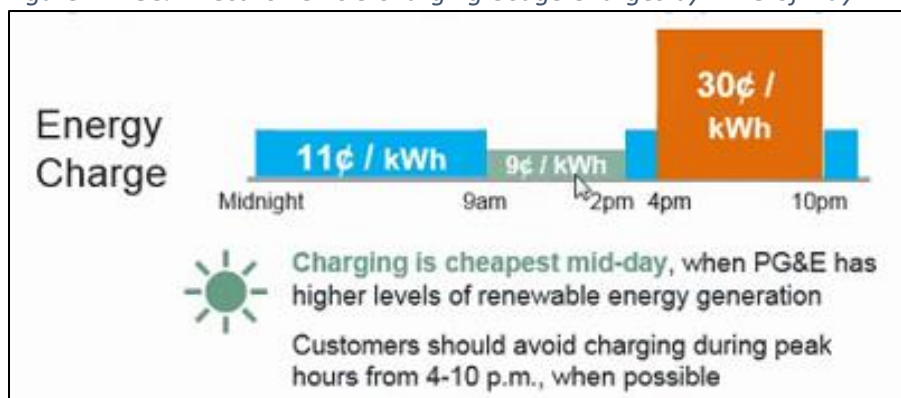 30¢ /
kWh
Energy
Charge
11¢ / kWh
9¢ / kWh
Midnight
9am
2pm
4pm
10pm
Charging is cheapest mid-day, when PG&E has
higher levels of renewable energy generation
Customers should avoid charging during peak
hours from 4-10 p.m., when possible